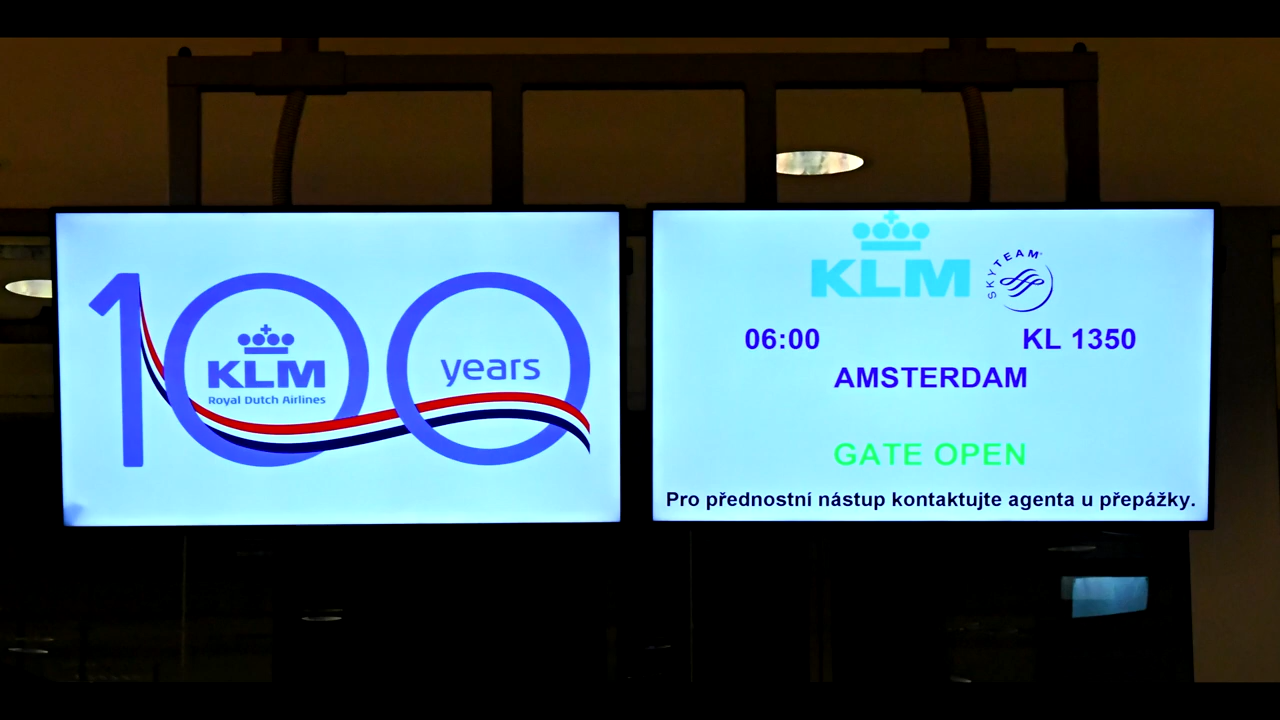 100
KLM
Royal Dutch Airlines
years
KLM
SKYTEAM
06:00 KL 1350
AMSTERDAM
GATE OPEN
Pro přednostní nástup kontaktujte agenta u přepážky.